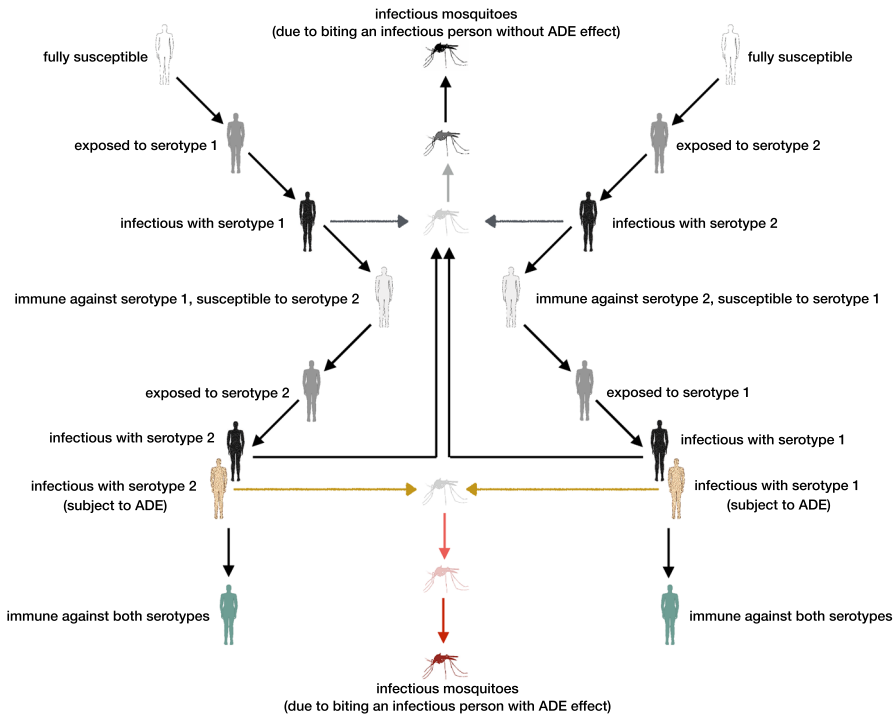 infectious mosquitoes
(due to biting an infectious person without ADE effect)
fully susceptible
fully susceptible
exposed to serotype 1
exposed to serotype 2
infectious with serotype 1
infectious with serotype 2
immune against serotype 1, susceptible to serotype 2
immune against serotype 2, susceptible to serotype 1
exposed to serotype 2
exposed to serotype 1
infectious with serotype 2
infectious with serotype 1
infectious with serotype 2
(subject to ADE)
infectious with serotype 1
(subject to ADE)
immune against both serotypes
immune against both serotypes
infectious mosquitoes
(due to biting an infectious person with ADE effect)